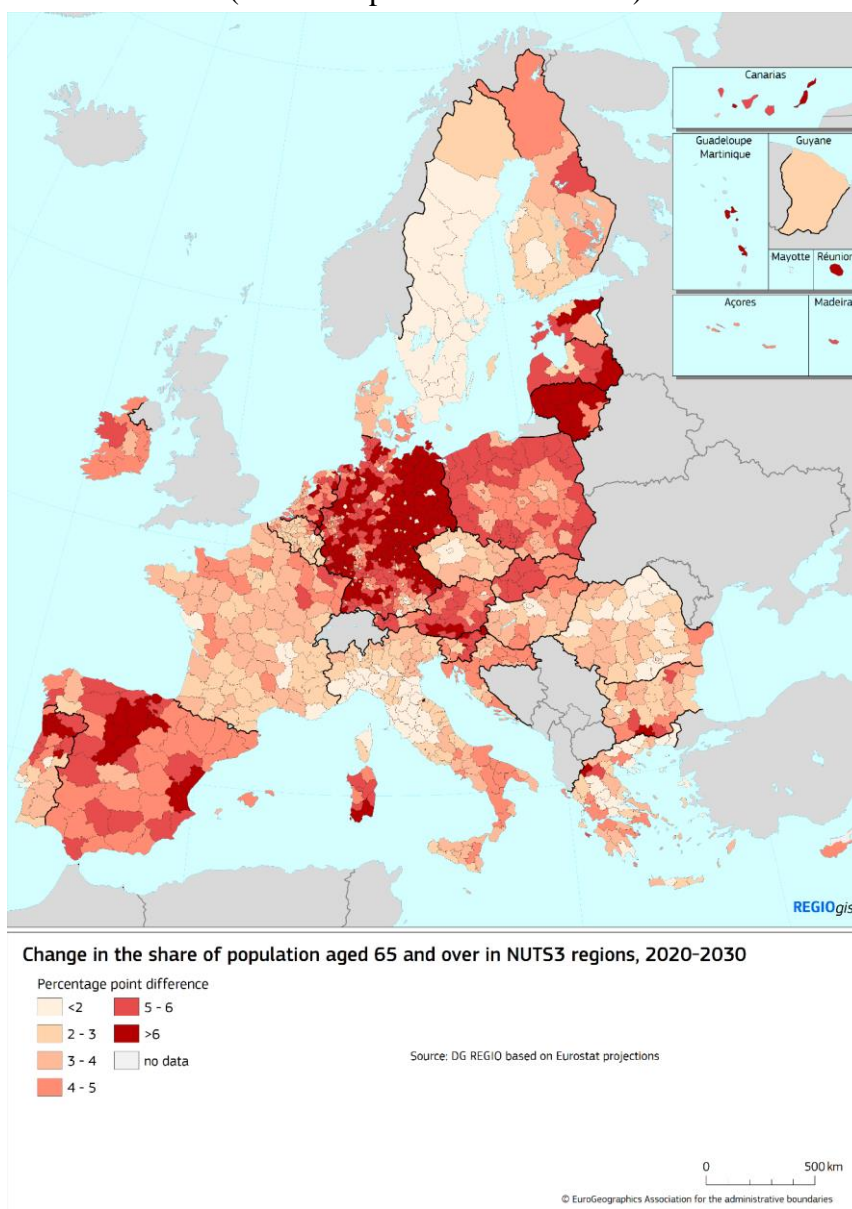 Canarias
Guadeloupe
Martinique
Guyane
Mayotte
Réunion
Açores
Madeira
REGIOgis
Change in the share of population aged 65 and over in NUTS3 regions, 2020-2030
Percentage point difference
<2
5 - 6
2 - 3
>6
3 - 4
no data
4 - 5
Source: DG REGIO based on Eurostat projections
0
500 km
© EuroGeographics Association for the administrative boundaries